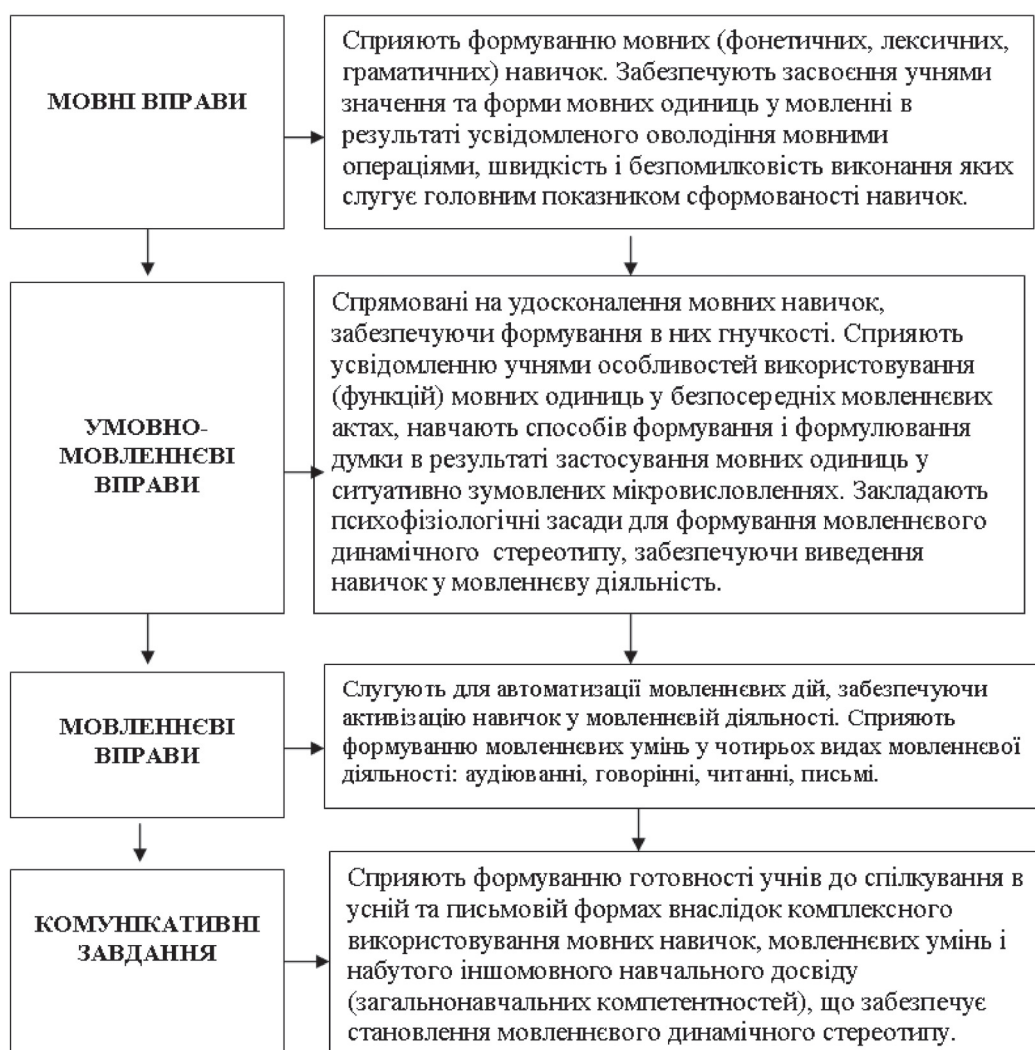 МОВНІ ВПРАВИ
Сприяють формуванню мовних (фонетичних, лексичних,
граматичних) навичок. Забезпечують засвоєння учнями
значення та форми мовних одиниць у мовленні в
результаті усвідомленого оволодіння мовними
операціями, швидкість і безпомилковість виконання яких
слугує головним показником сформованості навичок.
УМОВНО-
МОВЛЕННЄВІ
ВПРАВИ
Спрямовані на удосконалення мовних навичок,
забезпечуючи формування в них гнучкості. Сприяють
усвідомленню учнями особливостей використовування
(функцій) мовних одиниць у безпосередніх мовленнєвих
актах, навчають способів формування і формулювання
думки в результаті застосування мовних одиниць у
ситуативно зумовлених мікровисловленнях. Закладають
психофізіологічні засади для формування мовленнєвого
динамічного стереотипу, забезпечуючи виведення
навичок у мовленнєву діяльність.
МОВЛЕННЄВІ
ВПРАВИ
Слугують для автоматизації мовленнєвих дій, забезпечуючи
активізацію навичок у мовленнєвій діяльності. Сприяють
формуванню мовленнєвих умінь у чотирьох видах мовленнєвої
діяльності: аудіюванні, говорінні, читанні, письмі.
КОМУНІКАТИВНІ
ЗАВДАННЯ
Сприяють формуванню готовності учнів до спілкування в
усній та письмовій формах внаслідок комплексного
використовування мовних навичок, мовленнєвих умінь і
набутого іншомовного навчального досвіду
(загальнонавчальних компетентностей), що забезпечує
становлення мовленнєвого динамічного стереотипу.